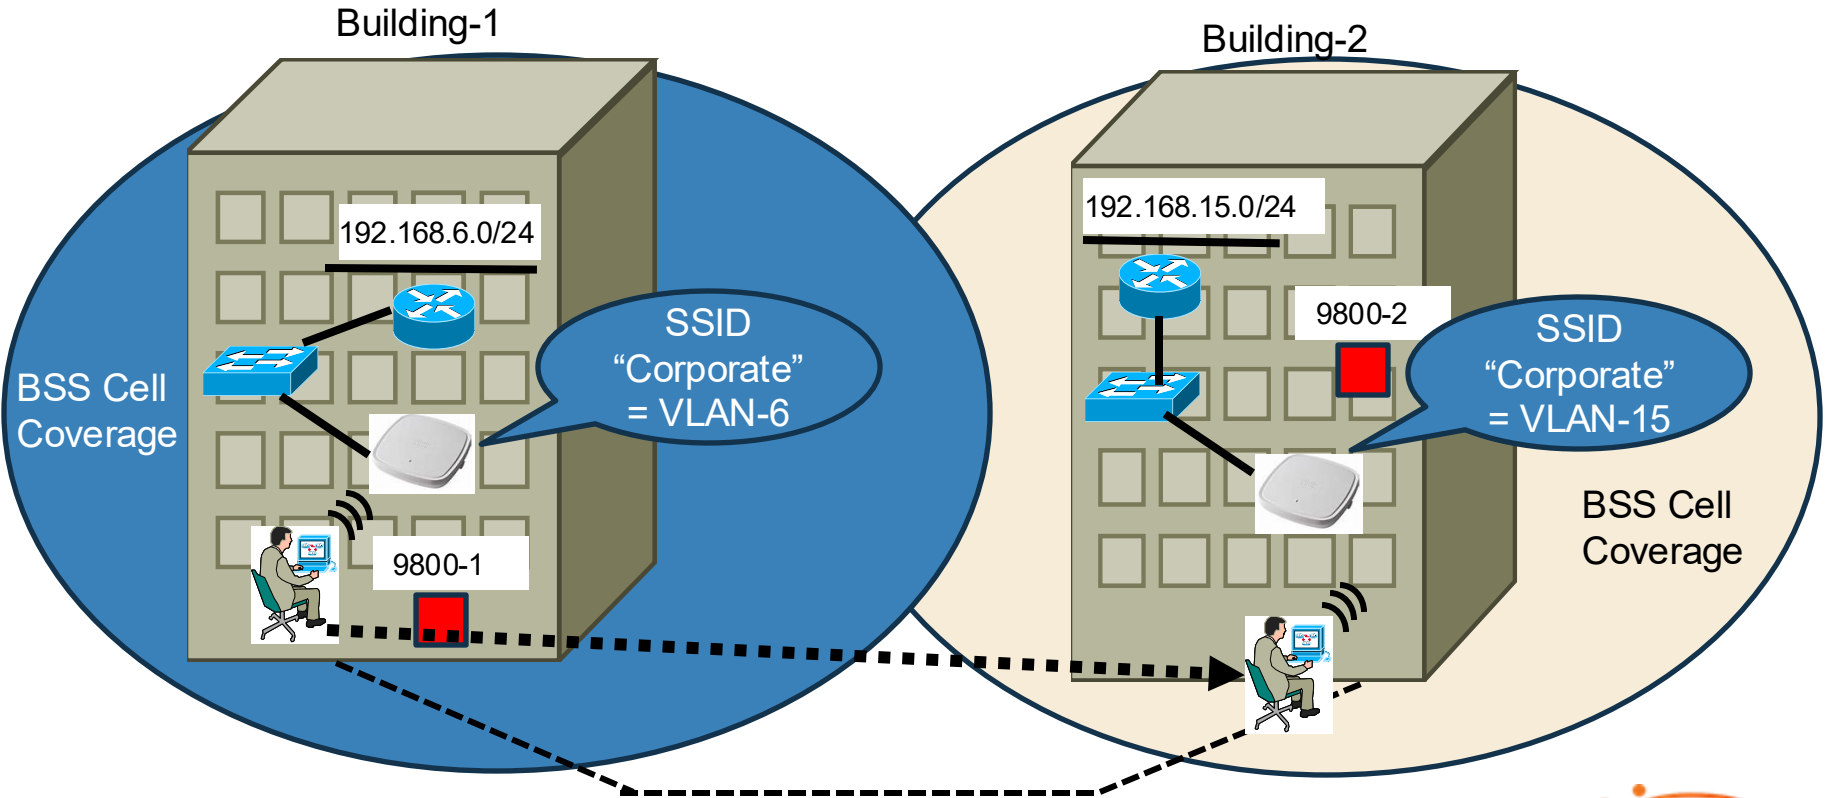 Building-1
Building-2
192.168.6.0/24
192.168.15.0/24
SSID
“Corporate”
= VLAN-6
9800-2
SSID
“Corporate”
= VLAN-15
BSS Cell
Coverage
BSS Cell
Coverage
9800-1